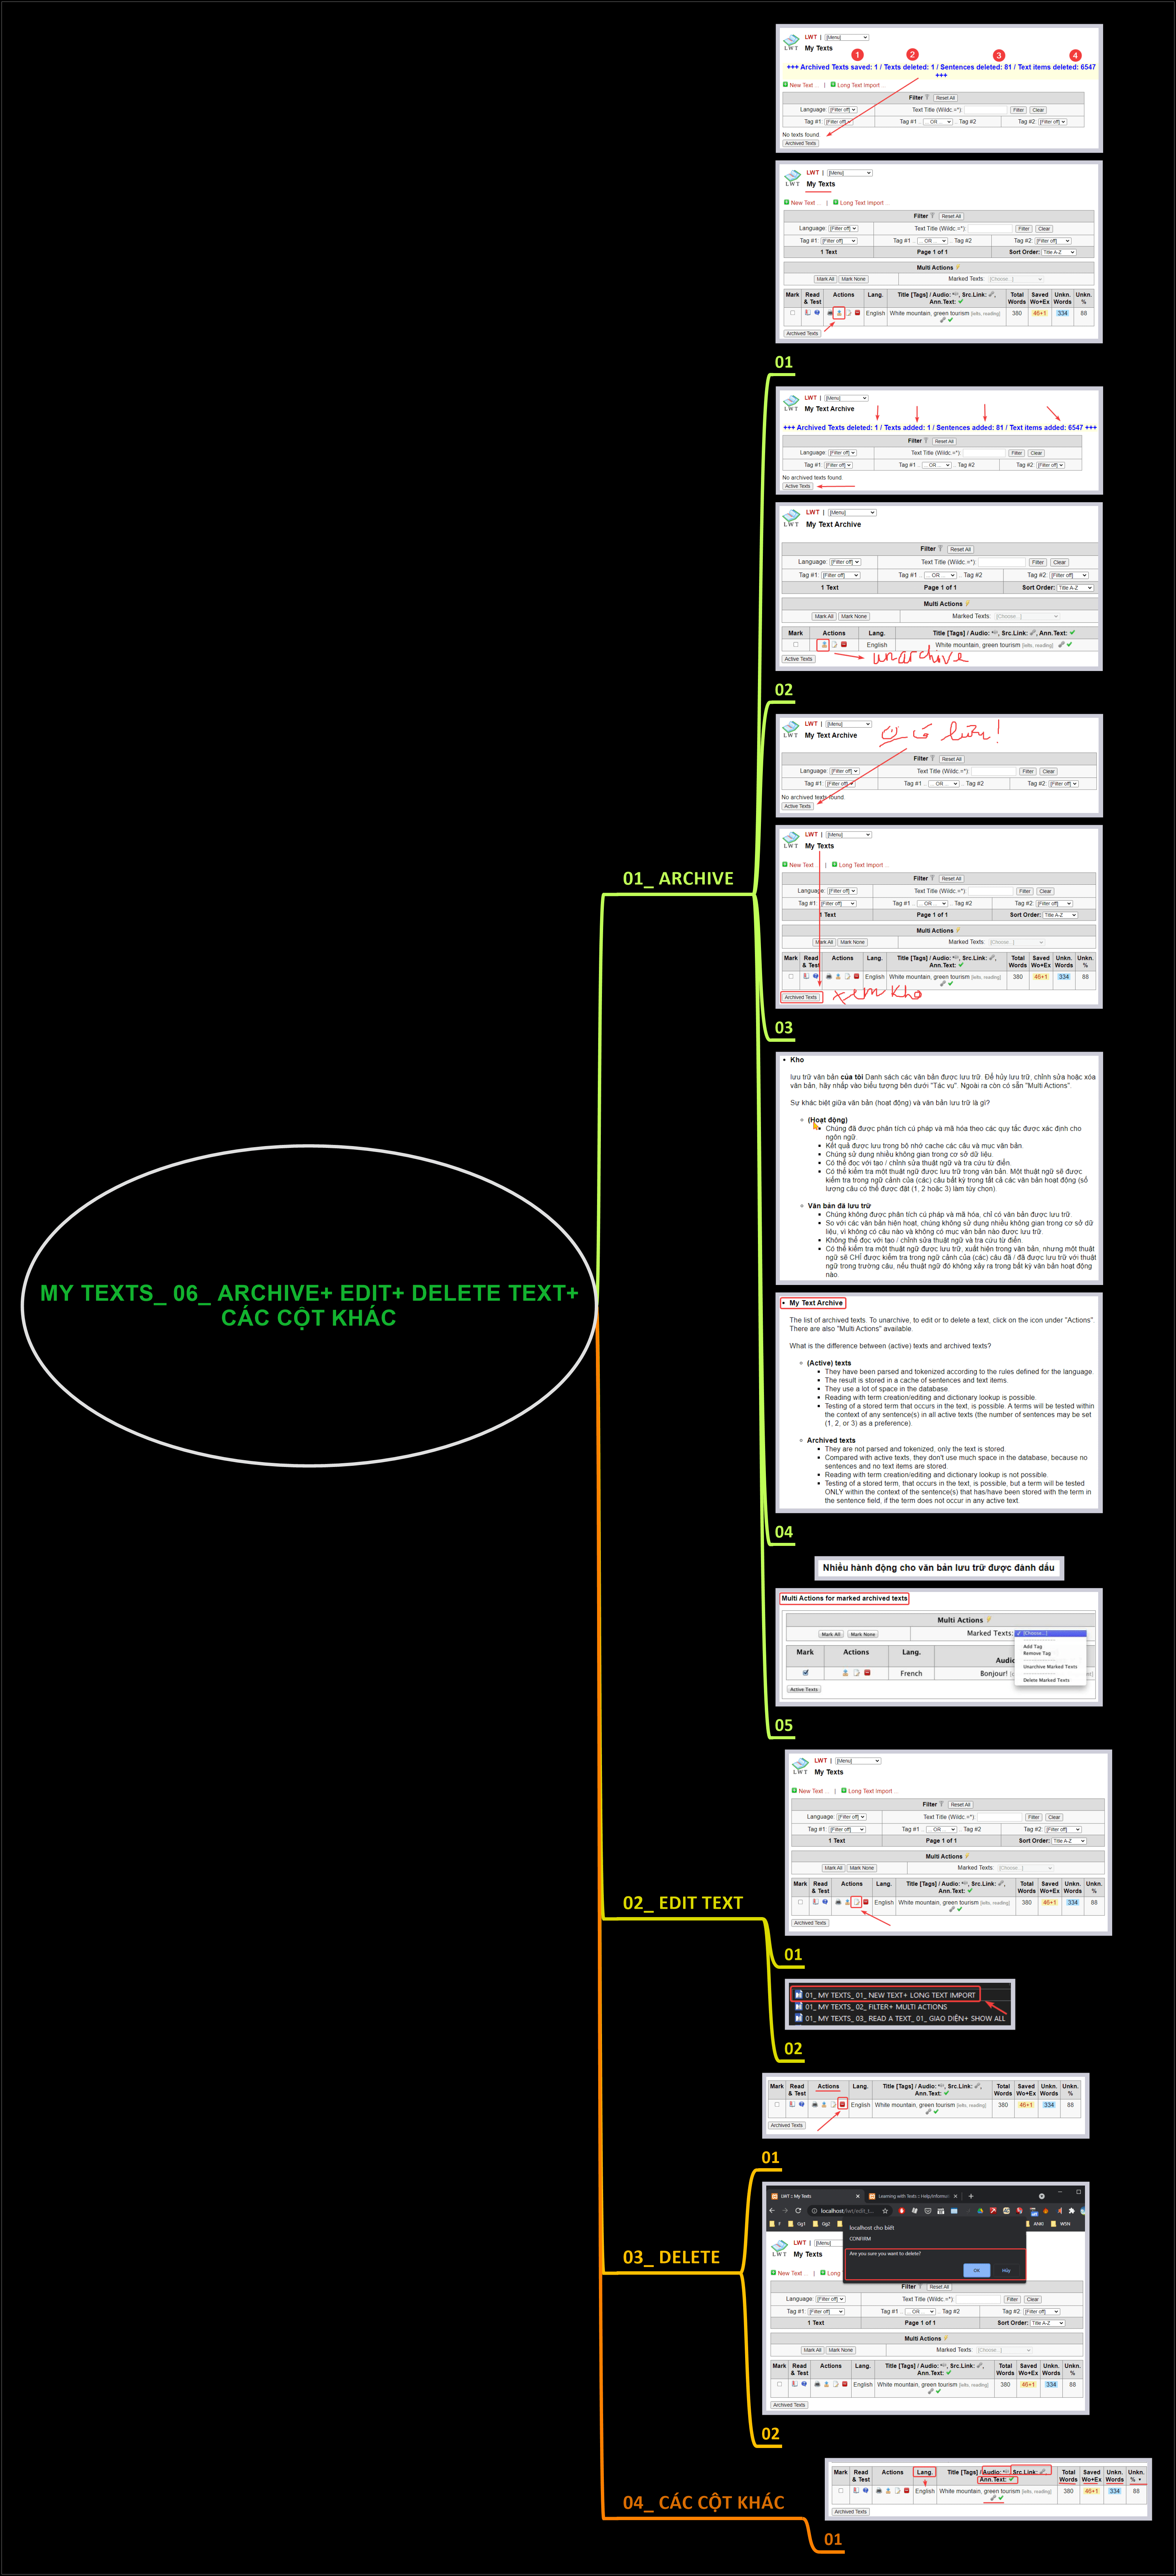 MY TEXTS_ 06_ ARCHIVE+ EDIT+ DELETE TEXT+
CÁC CỘT KHÁC
01_ ARCHIVE
LWT | [Menu]
My Texts
1 2 3 4
+++ Archived Texts saved: 1 / Texts deleted: 1 / Sentences deleted: 81 / Text items deleted: 6547
+++
New Text ... | Long Text Import ...
Filter Reset All
Language: [Filter off] Text Title (Wildc.=*): Filter Clear
Tag #1: [Filter off] Tag #1 .. ... OR ... .. Tag #2 Tag #2: [Filter off]
No texts found.
Archived Texts
LWT | [Menu]
LWT My Texts
New Text ... | Long Text Import ...
Filter Reset All
Language: [Filter off] Text Title (Wildc.=*): Filter Clear
Tag #1: [Filter off] Tag #1 .. ... OR ... .. Tag #2 Tag #2: [Filter off]
1 Text Page 1 of 1 Sort Order: Title A-Z
Multi Actions
Mark All Mark None Marked Texts: [Choose...]
Mark Read & Test Actions Lang. Title [Tags] / Audio: , Src.Link: , Ann.Text: Total Words Saved Wo+Ex Unkn. Words Unkn. %
English White mountain, green tourism [ielts, reading] 380 46+1 334 88
Archived Texts
01
LWT | [Menu]
LWT My Text Archive
+++ Archived Texts deleted: 1 / Texts added: 1 / Sentences added: 81 / Text items added: 6547 +++
Filter Reset All
Language: [Filter off] Text Title (Wildc.=*): Filter Clear
Tag #1: [Filter off] Tag #1 .. ... OR ... .. Tag #2 Tag #2: [Filter off]
No archived texts found.
Active Texts
LWT | [Menu]
LWT My Text Archive
Filter Reset All
Language: [Filter off] Text Title (Wildc.=*): Filter Clear
Tag #1: [Filter off] Tag #1 .. ... OR ... .. Tag #2 Tag #2: [Filter off]
1 Text Page 1 of 1 Sort Order: Title A-Z
Multi Actions
Mark All Mark None Marked Texts: [Choose...]
Mark Actions Lang. Title [Tags] / Audio: , Src.Link: , Ann.Text:
English White mountain, green tourism [ielts, reading]
Active Texts unarchive
02
LWT | [Menu]
LWT My Text Archive
lưu!
Filter Reset All
Language: [Filter off] Text Title (Wildc.=*): Filter Clear
Tag #1: [Filter off] Tag #1 .. ... OR ... .. Tag #2 Tag #2: [Filter off]
No archived texts found.
Active Texts
LWT | [Menu]
LWT My Texts
New Text ... | Long Text Import ...
Filter Reset All
Language: [Filter off] Text Title (Wildc.=*): Filter Clear
Tag #1: [Filter off] Tag #1 .. ... OR ... .. Tag #2 Tag #2: [Filter off]
1 Text Page 1 of 1 Sort Order: Title A-Z
Multi Actions
Mark All Mark None Marked Texts: [Choose...]
Mark Read & Test Actions Lang. Title [Tags] / Audio: , Src.Link: , Ann.Text: Total Words Saved Wo+Ex Unkn. Words Unkn. %
English White mountain, green tourism [ielts, reading] 380 46+1 334 88
Archived Texts xem kho
03
Kho
lưu trữ văn bản của tôi Danh sách các văn bản được lưu trữ. Để hủy lưu trữ, chỉnh sửa hoặc xóa
văn bản, hãy nhấp vào biểu tượng bên dưới "Tác vụ". Ngoài ra còn có sẵn "Multi Actions".
Sự khác biệt giữa văn bản (hoạt động) và văn bản lưu trữ là gì?
(Hoạt động)
Chúng đã được phân tích cú pháp và mã hóa theo các quy tắc được xác định cho
ngôn ngữ.
Kết quả được lưu trong bộ nhớ cache các câu và mục văn bản.
Chúng sử dụng nhiều không gian trong cơ sở dữ liệu.
Có thể đọc với tạo / chỉnh sửa thuật ngữ và tra cứu từ điển.
Có thể kiểm tra một thuật ngữ được lưu trữ trong văn bản. Một thuật ngữ sẽ được
kiểm tra trong ngữ cảnh của (các) câu bất kỳ trong tất cả các văn bản hoạt động (số
lượng câu có thể được đặt (1, 2 hoặc 3) làm tùy chọn).
Văn bản đã lưu trữ
Chúng không được phân tích cú pháp và mã hóa, chỉ có văn bản được lưu trữ.
So với các văn bản hiện hoạt, chúng không sử dụng nhiều không gian trong cơ sở dữ
liệu, vì không có câu nào và không có mục văn bản nào được lưu trữ.
Không thể đọc với tạo / chỉnh sửa thuật ngữ và tra cứu từ điển.
Có thể kiểm tra một thuật ngữ được lưu trữ, xuất hiện trong văn bản, nhưng một thuật
ngữ sẽ CHỈ được kiểm tra trong ngữ cảnh của (các) câu đã / đã được lưu trữ với thuật
ngữ trong trường câu, nếu thuật ngữ đó không xảy ra trong bất kỳ văn bản hoạt động
nào.
My Text Archive
The list of archived texts. To unarchive, to edit or to delete a text, click on the icon under "Actions".
There are also "Multi Actions" available.
What is the difference between (active) texts and archived texts?
(Active) texts
They have been parsed and tokenized according to the rules defined for the language.
The result is stored in a cache of sentences and text items.
They use a lot of space in the database.
Reading with term creation/editing and dictionary lookup is possible.
Testing of a stored term that occurs in the text, is possible. A terms will be tested within
the context of any sentence(s) in all active texts (the number of sentences may be set
(1, 2, or 3) as a preference).
Archived texts
They are not parsed and tokenized, only the text is stored.
Compared with active texts, they don't use much space in the database, because no
sentences and no text items are stored.
Reading with term creation/editing and dictionary lookup is not possible.
Testing of a stored term, that occurs in the text, is possible, but a term will be tested
ONLY within the context of the sentence(s) that has/have been stored with the term in
the sentence field, if the term does not occur in any active text.
04
Nhiều hành động cho văn bản lưu trữ được đánh dấu
Multi Actions for marked archived texts
Multi Actions
Mark All Mark None Marked Texts: [Choose...]
Add Tag
Remove Tag
Unarchive Marked Texts
Delete Marked Texts
Mark Actions Lang. Audio
French Bonjour!
Active Texts
05
02_ EDIT TEXT
LWT | [Menu]
LWT My Texts
New Text ... | Long Text Import ...
Filter Reset All
Language: [Filter off] Text Title (Wildc.=*): Filter Clear
Tag #1: [Filter off] Tag #1 .. ... OR ... .. Tag #2 Tag #2: [Filter off]
1 Text Page 1 of 1 Sort Order: Title A-Z
Multi Actions
Mark All Mark None Marked Texts: [Choose...]
Mark Read & Test Actions Lang. Title [Tags] / Audio: , Src.Link: , Ann.Text: Total Words Saved Wo+Ex Unkn. Words Unkn. %
English White mountain, green tourism [ielts, reading] 380 46+1 334 88
Archived Texts
01
01_ MY TEXTS_ 01_ NEW TEXT+ LONG TEXT IMPORT
01_ MY TEXTS_ 02_ FILTER+ MULTI ACTIONS
01_ MY TEXTS_ 03_ READ A TEXT_ 01_ GIAO DIỆN+ SHOW ALL
02
03_ DELETE
Mark Read & Test Actions Lang. Title [Tags] / Audio: , Src.Link: , Ann.Text: Total Words Saved Wo+Ex Unkn. Words Unkn. %
English White mountain, green tourism [ielts, reading] 380 46+1 334 88
Archived Texts
01
LWT :: My Texts Learning with Texts :: Help/Informat
localhost/lwt/edit_t...
F Gg1 Gg2 ANKI WSN
localhost cho biết
CONFIRM
Are you sure you want to delete?
OK Hủy
LWT | [Menu]
LWT My Texts
New Text ... | Long
Filter Reset All
Language: [Filter off] Text Title (Wildc.=*): Filter Clear
Tag #1: [Filter off] Tag #1 .. ... OR ... .. Tag #2 Tag #2: [Filter off]
1 Text Page 1 of 1 Sort Order: Title A-Z
Multi Actions
Mark All Mark None Marked Texts: [Choose...]
Mark Read & Test Actions Lang. Title [Tags] / Audio: , Src.Link: , Ann.Text: Total Words Saved Wo+Ex Unkn. Words Unkn. %
English White mountain, green tourism [ielts, reading] 380 46+1 334 88
Archived Texts
02
04_ CÁC CỘT KHÁC
Mark Read & Test Actions Lang. Title [Tags] / Audio: , Src.Link: , Ann.Text: Total Words Saved Wo+Ex Unkn. Words Unkn. %
English White mountain, green tourism [ielts, reading] 380 46+1 334 88
Archived Texts
01